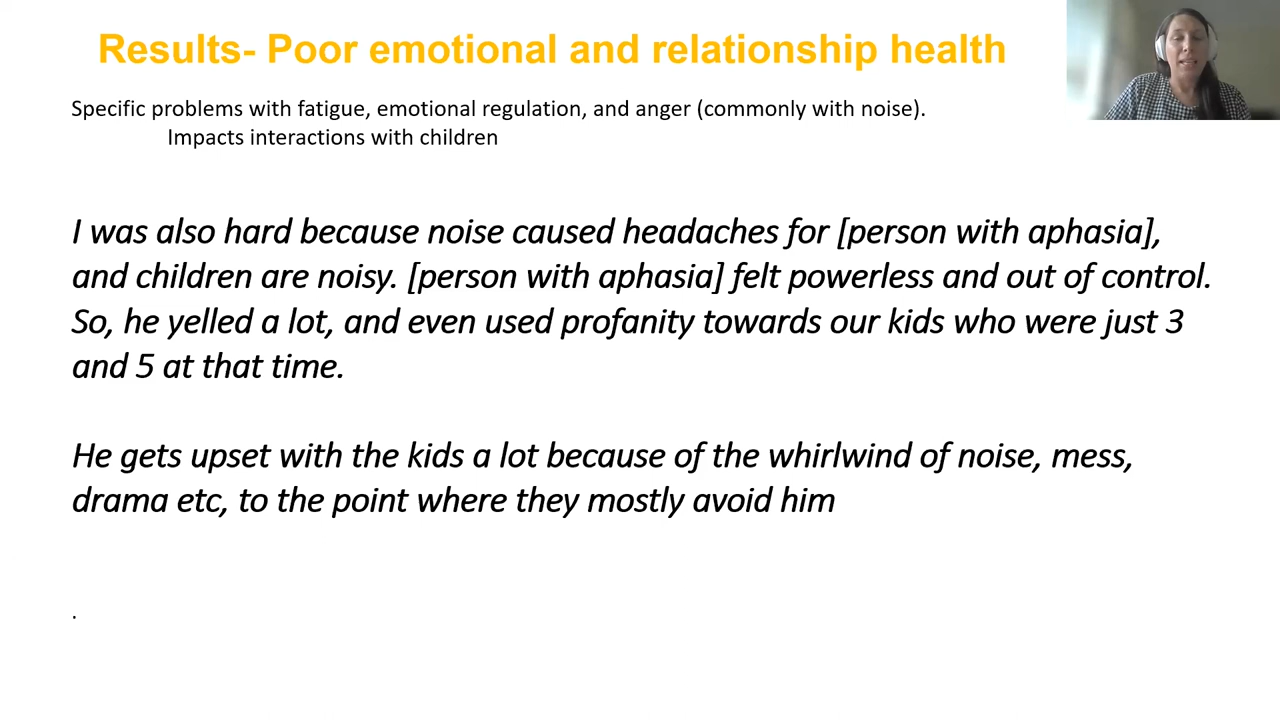 Results- Poor emotional and relationship health
Specific problems with fatigue, emotional regulation, and anger (commonly with noise).
Impacts interactions with children
I was also hard because noise caused headaches for [person with aphasia],
and children are noisy. [person with aphasia] felt powerless and out of control.
So, he yelled a lot, and even used profanity towards our kids who were just 3
and 5 at that time.
He gets upset with the kids a lot because of the whirlwind of noise, mess,
drama etc, to the point where they mostly avoid him
.